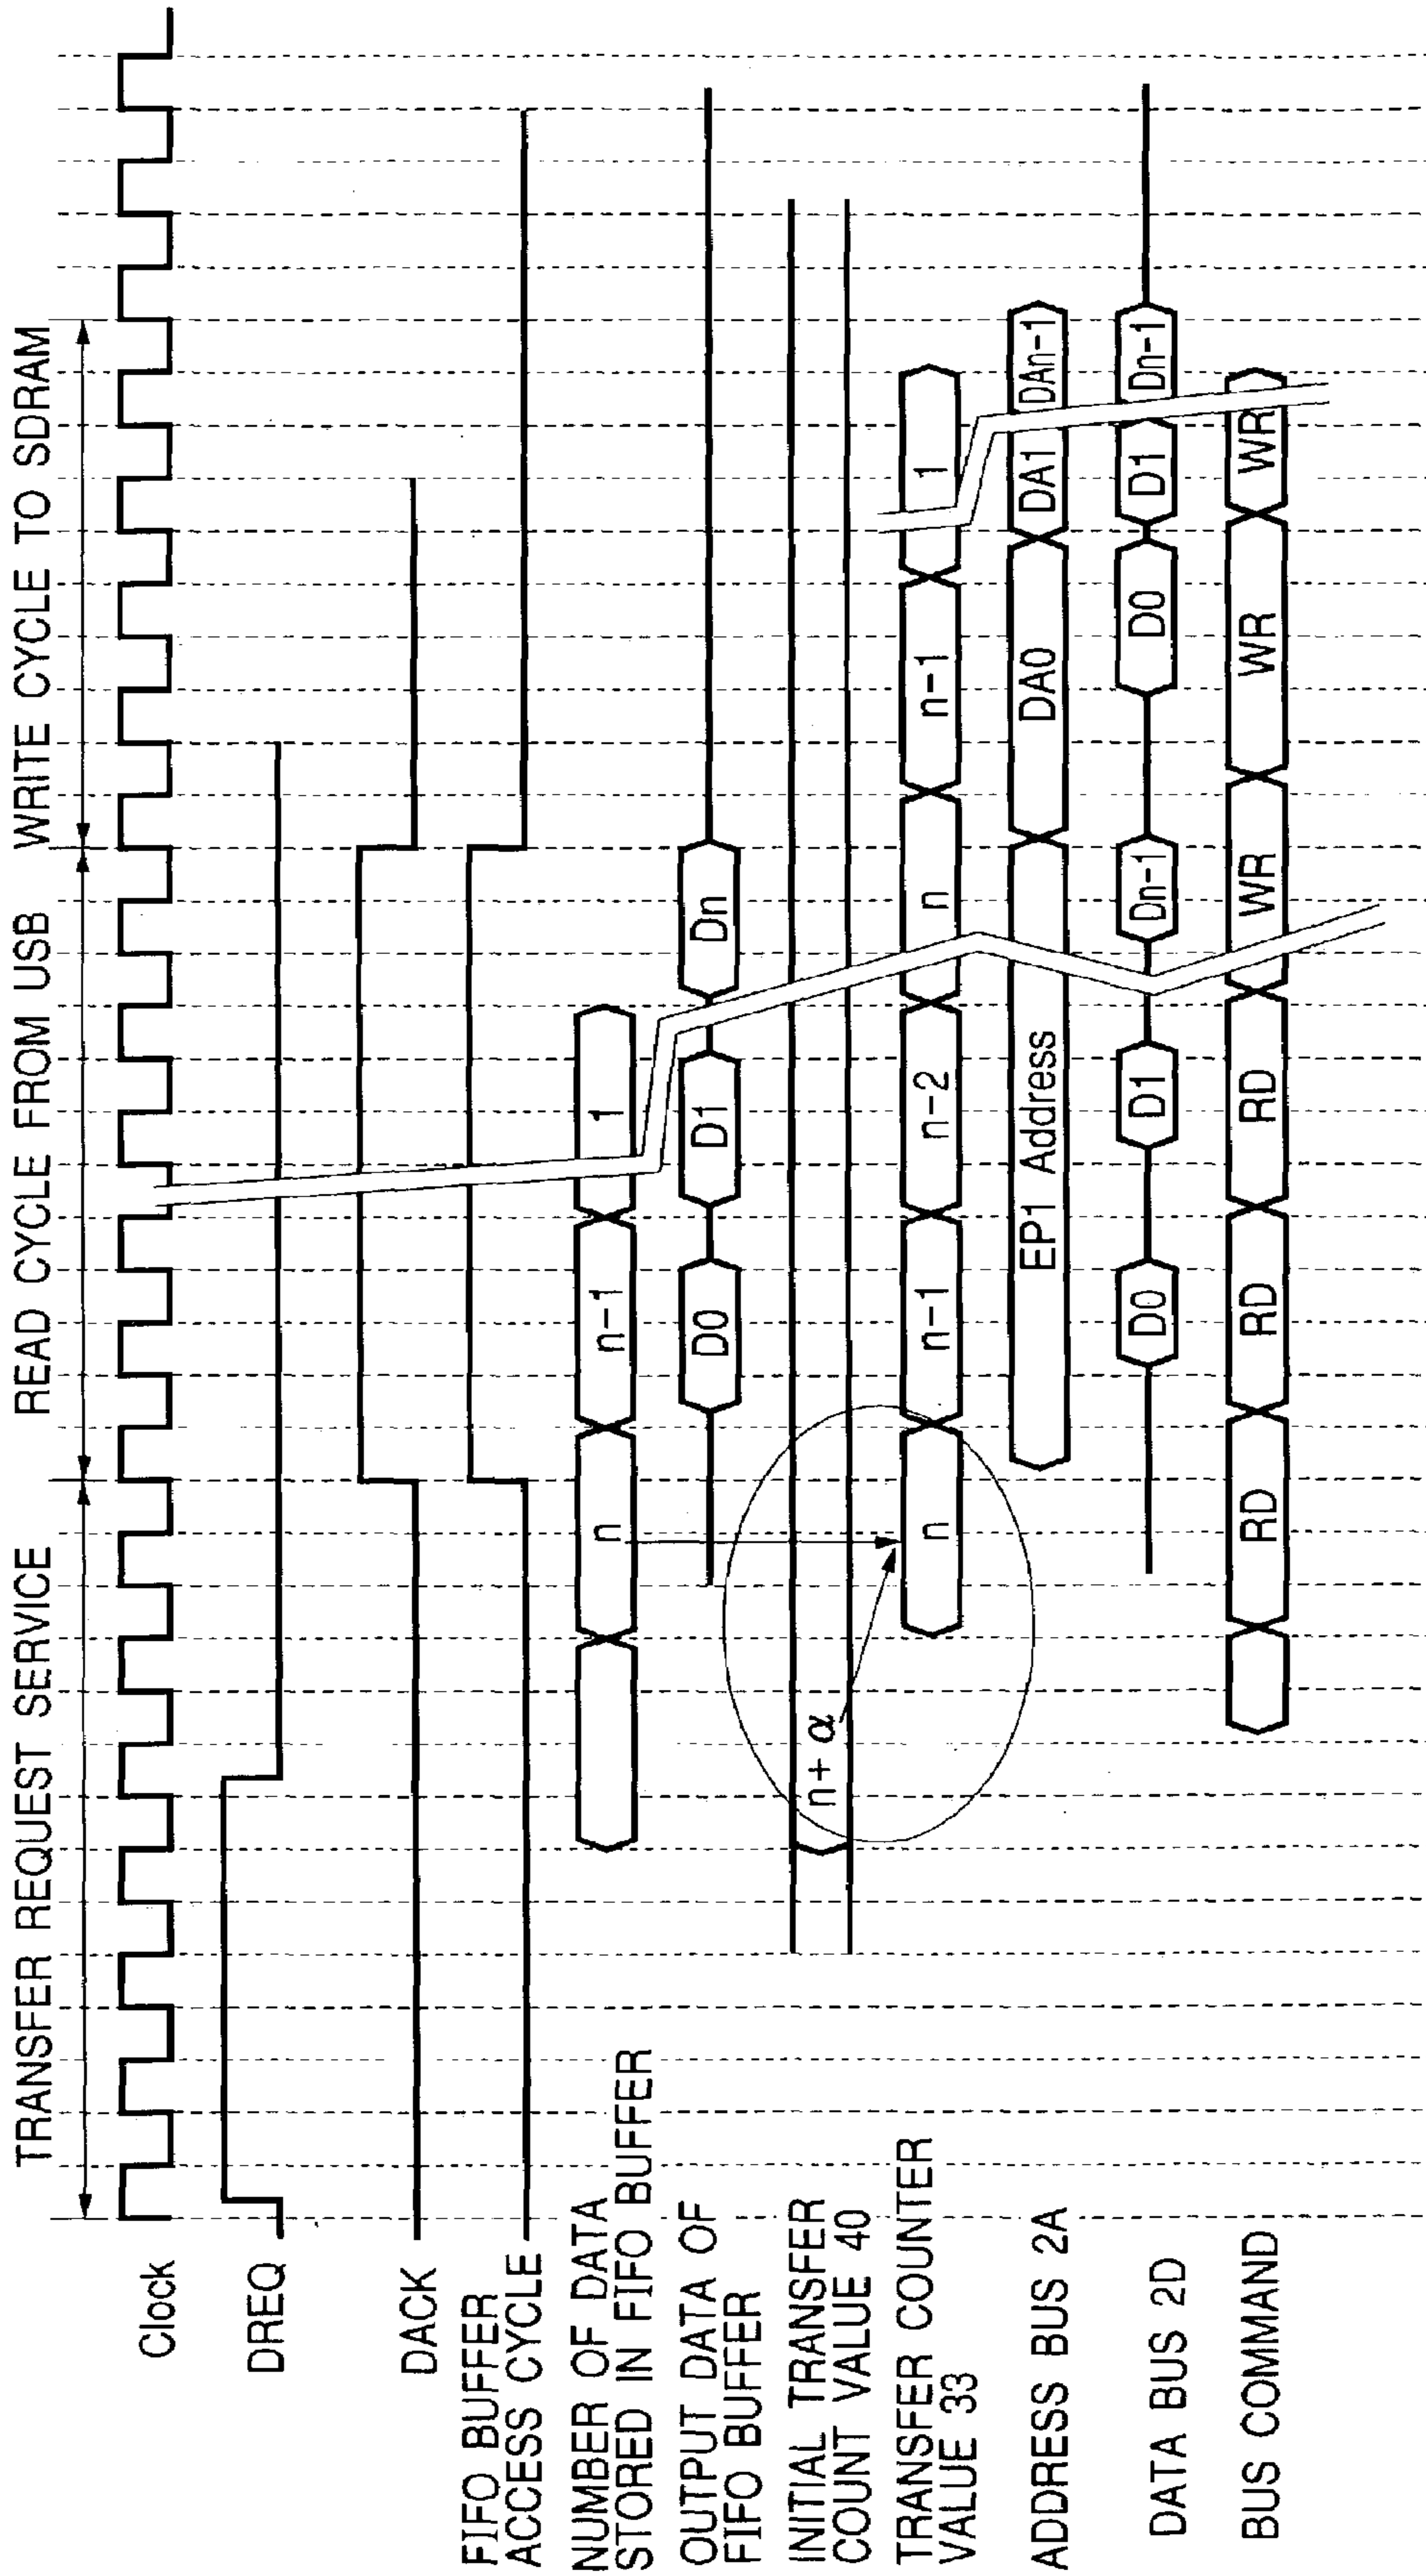 TRANSFER REQUEST SERVICE READ CYCLE FROM USB WRITE CYCLE TO SDRAM
Clock
DREQ
DACK
FIFO BUFFER
ACCESS CYCLE
NUMBER OF DATA
STORED IN FIFO BUFFER
n n-1 1
OUTPUT DATA OF
FIFO BUFFER
D0 D1 Dn
INITIAL TRANSFER
COUNT VALUE 40
n+α
TRANSFER COUNTER
VALUE 33
n n-1 n-2 n n-1 1
ADDRESS BUS 2A
EP1 Address DA0 DA1 DAn-1
DATA BUS 2D
D0 D1 Dn-1 D0 D1 Dn-1
BUS COMMAND
RD RD RD WR WR WR